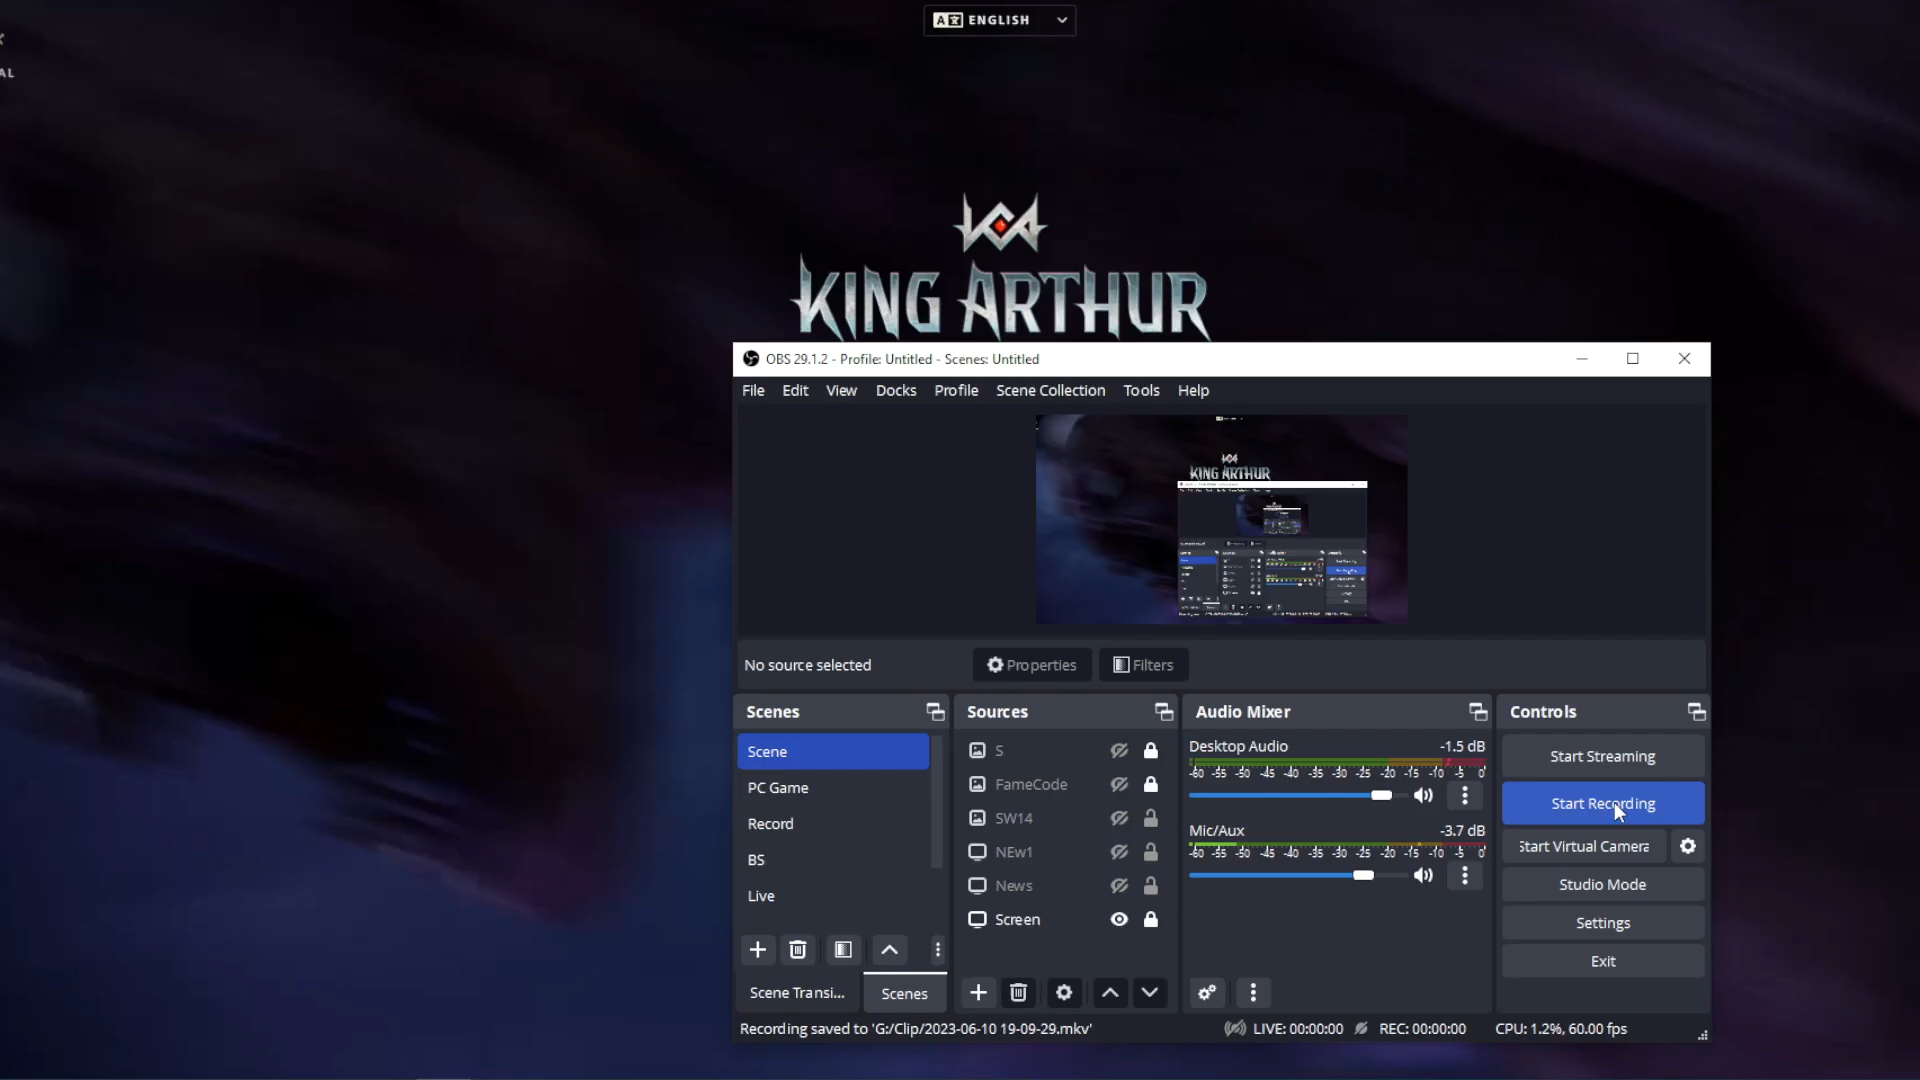 ENGLISH
AL
KING ARTHUR
OBS 29.1.2 - Profile: Untitled - Scenes: Untitled
File Edit View Docks Profile Scene Collection Tools Help
KING ARTHUR
No source selected
Properties
Filters
Scenes
Scene
PC Game
Record
BS
Live
Scene Transi...
Scenes
Sources
S
FameCode
SW14
NEw1
News
Screen
Audio Mixer
Desktop Audio -1.5 dB
-60 -55 -50 -45 -40 -35 -30 -25 -20 -15 -10 -5 0
Mic/Aux -3.7 dB
-60 -55 -50 -45 -40 -35 -30 -25 -20 -15 -10 -5 0
Controls
Start Streaming
Start Recording
Start Virtual Camera
Studio Mode
Settings
Exit
Recording saved to 'G:/Clip/2023-06-10 19-09-29.mkv'
LIVE: 00:00:00
REC: 00:00:00
CPU: 1.2%, 60.00 fps